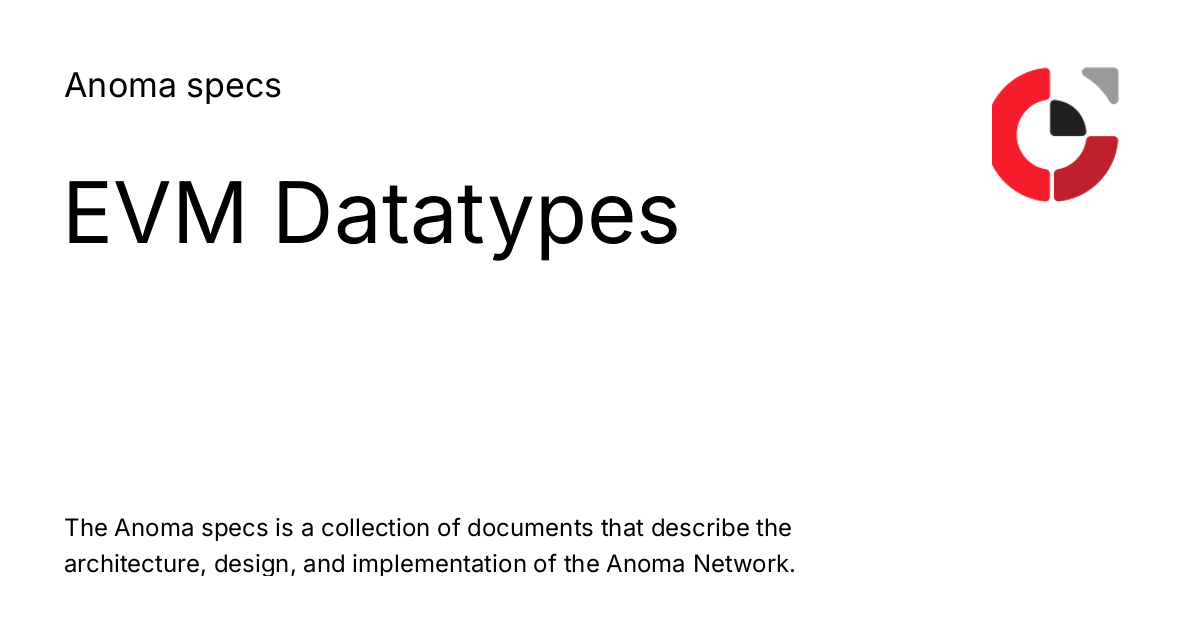 Anoma specs
EVM Datatypes
The Anoma specs is a collection of documents that describe the
architecture, design, and implementation of the Anoma Network.